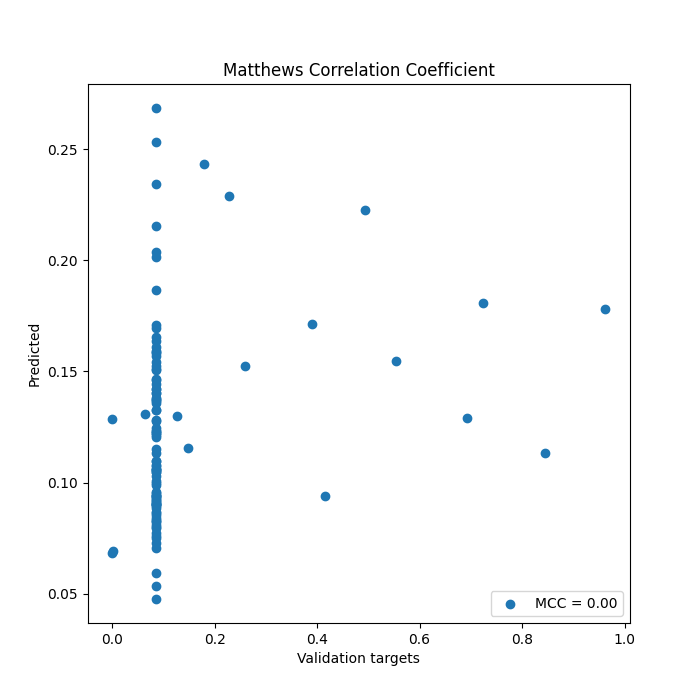 Matthews Correlation Coefficient
0.25
0.20
0.15
0.10
0.05
Predicted
MCC = 0.00
0.0 0.2 0.4 0.6 0.8 1.0
Validation targets